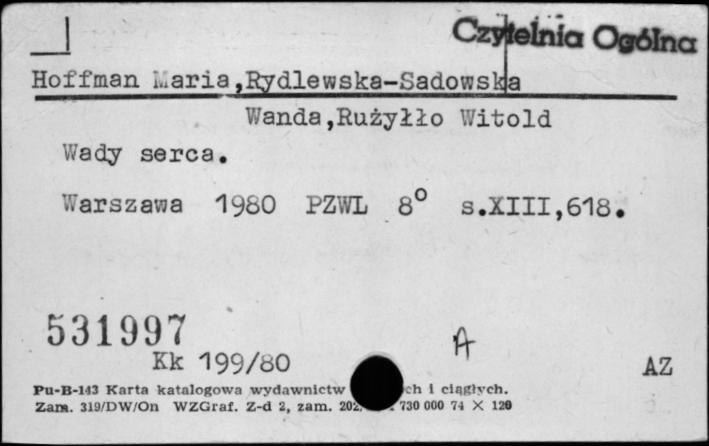 Czytelnia Ogólna
Hoffman Maria,Rydlewska-Sadowska
Wanda,Rużyłło Witold
Wady serca.
Warszawa 1980 PZWL 8° s.XIII,618.
531997
A
Kk 199/80
AZ
Pu-B-143 Karta katalogowa wydawnictw ch i ciągłych.
Zam. 319/DW/On WZGraf. Z-d 2, zam. 202, 730 000 74 X 120